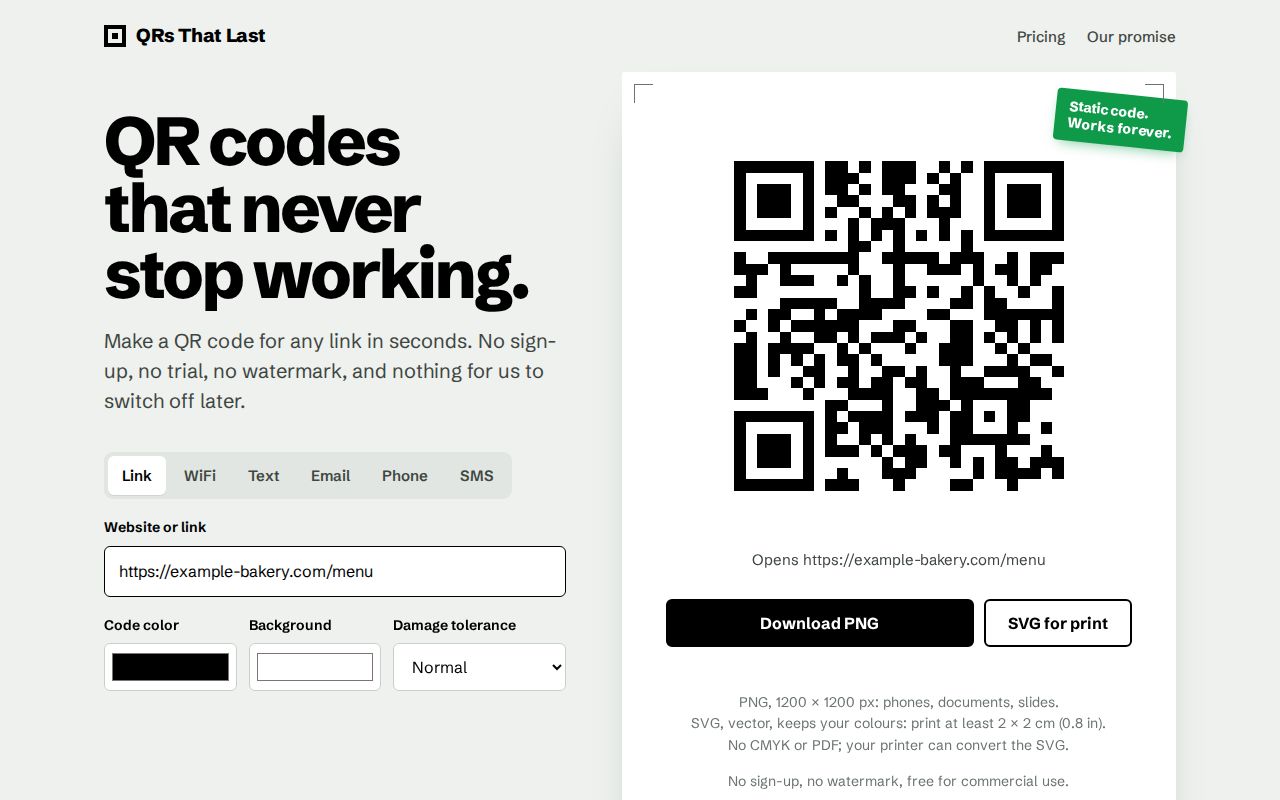 QRs That Last
Pricing
Our promise
QR codes
that never
stop working.
Make a QR code for any link in seconds. No sign-
up, no trial, no watermark, and nothing for us to
switch off later.
Link
WiFi
Text
Email
Phone
SMS
Website or link
https://example-bakery.com/menu
Code color
Background
Damage tolerance
Normal
Static code.
Works forever.
Opens https://example-bakery.com/menu
Download PNG
SVG for print
PNG, 1200 × 1200 px: phones, documents, slides.
SVG, vector, keeps your colours: print at least 2 × 2 cm (0.8 in).
No CMYK or PDF; your printer can convert the SVG.
No sign-up, no watermark, free for commercial use.